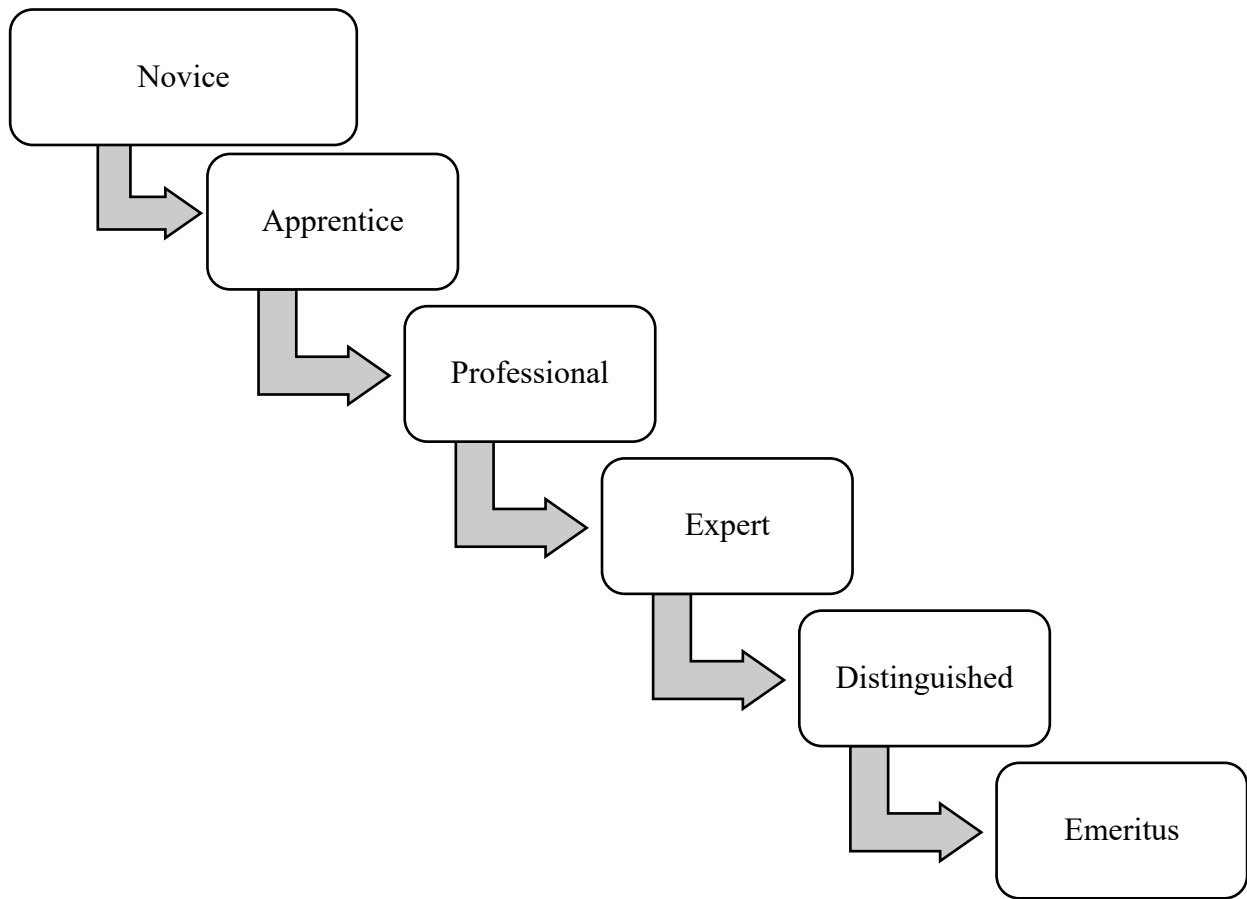 Novice
Apprentice
Professional
Expert
Distinguished
Emeritus